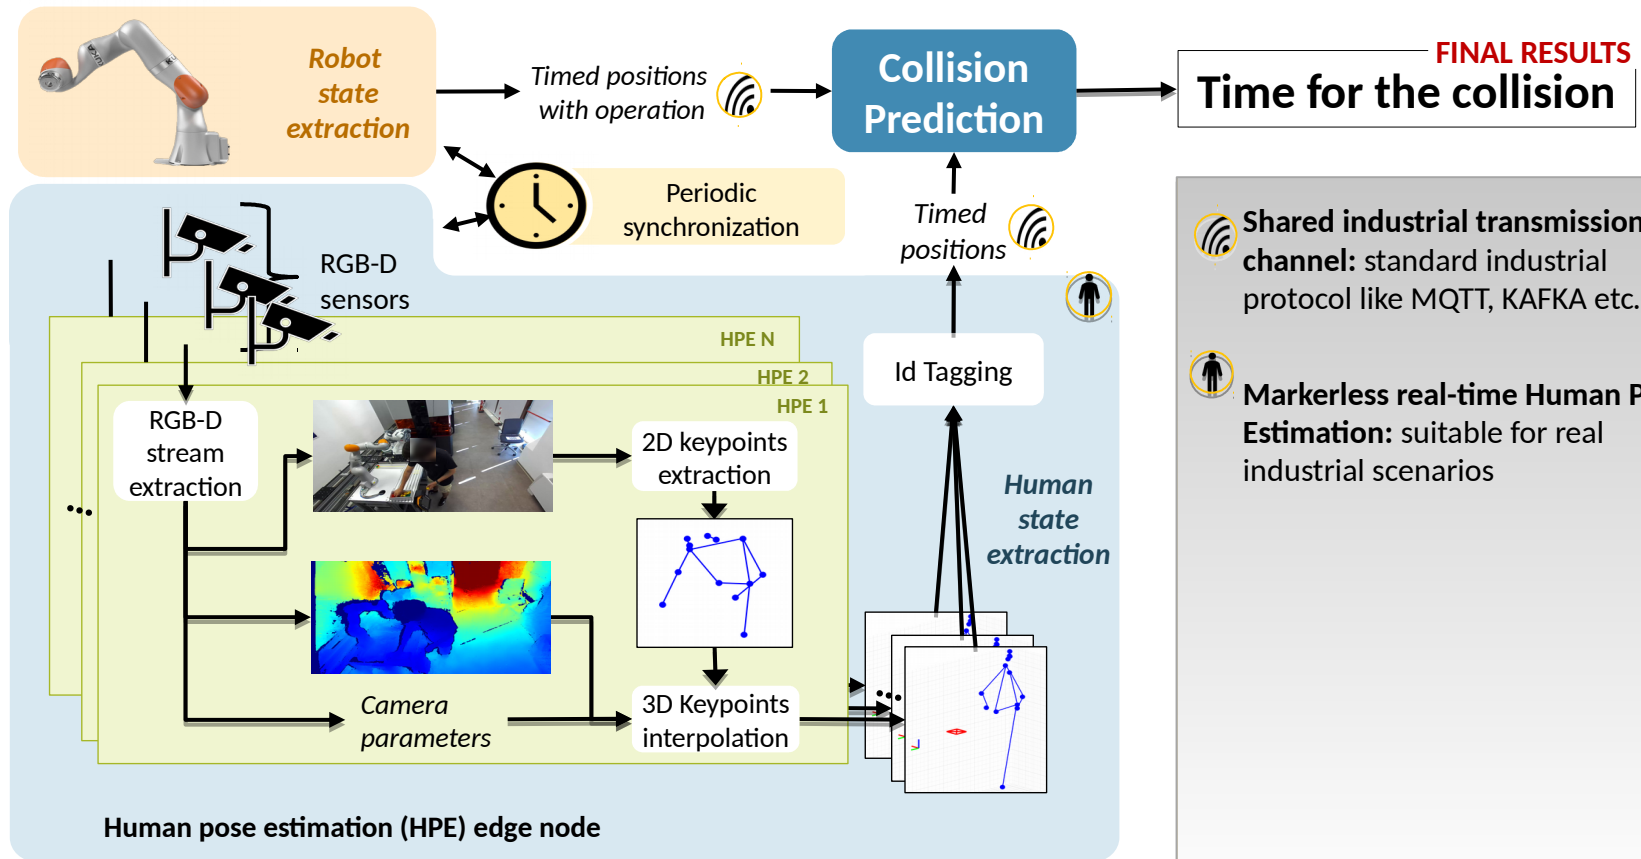 Robot
state
extraction
Timed positions
with operation
Collision
Prediction
FINAL RESULTS
Time for the collision
Periodic
synchronization
Timed
positions
RGB-D
sensors
HPE N
HPE 2
HPE 1
RGB-D
stream
extraction
2D keypoints
extraction
Id Tagging
Human
state
extraction
Camera
parameters
3D Keypoints
interpolation
Human pose estimation (HPE) edge node
Shared industrial transmission
channel: standard industrial
protocol like MQTT, KAFKA etc.
Markerless real-time Human P
Estimation: suitable for real
industrial scenarios